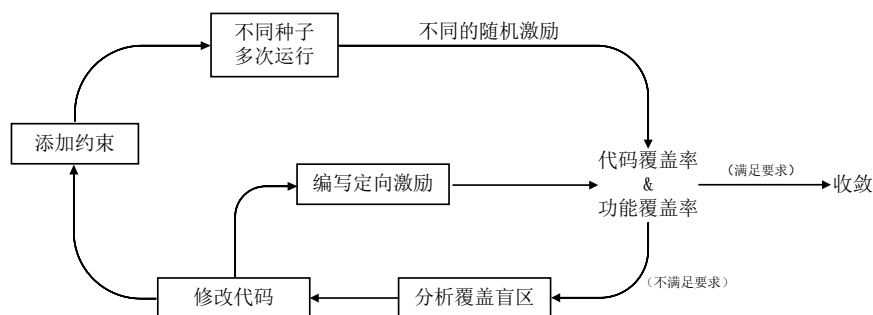 不同种子
多次运行
不同的随机激励
添加约束
编写定向激励
代码覆盖率
&
功能覆盖率
（满足要求）
收敛
（不满足要求）
修改代码
分析覆盖盲区